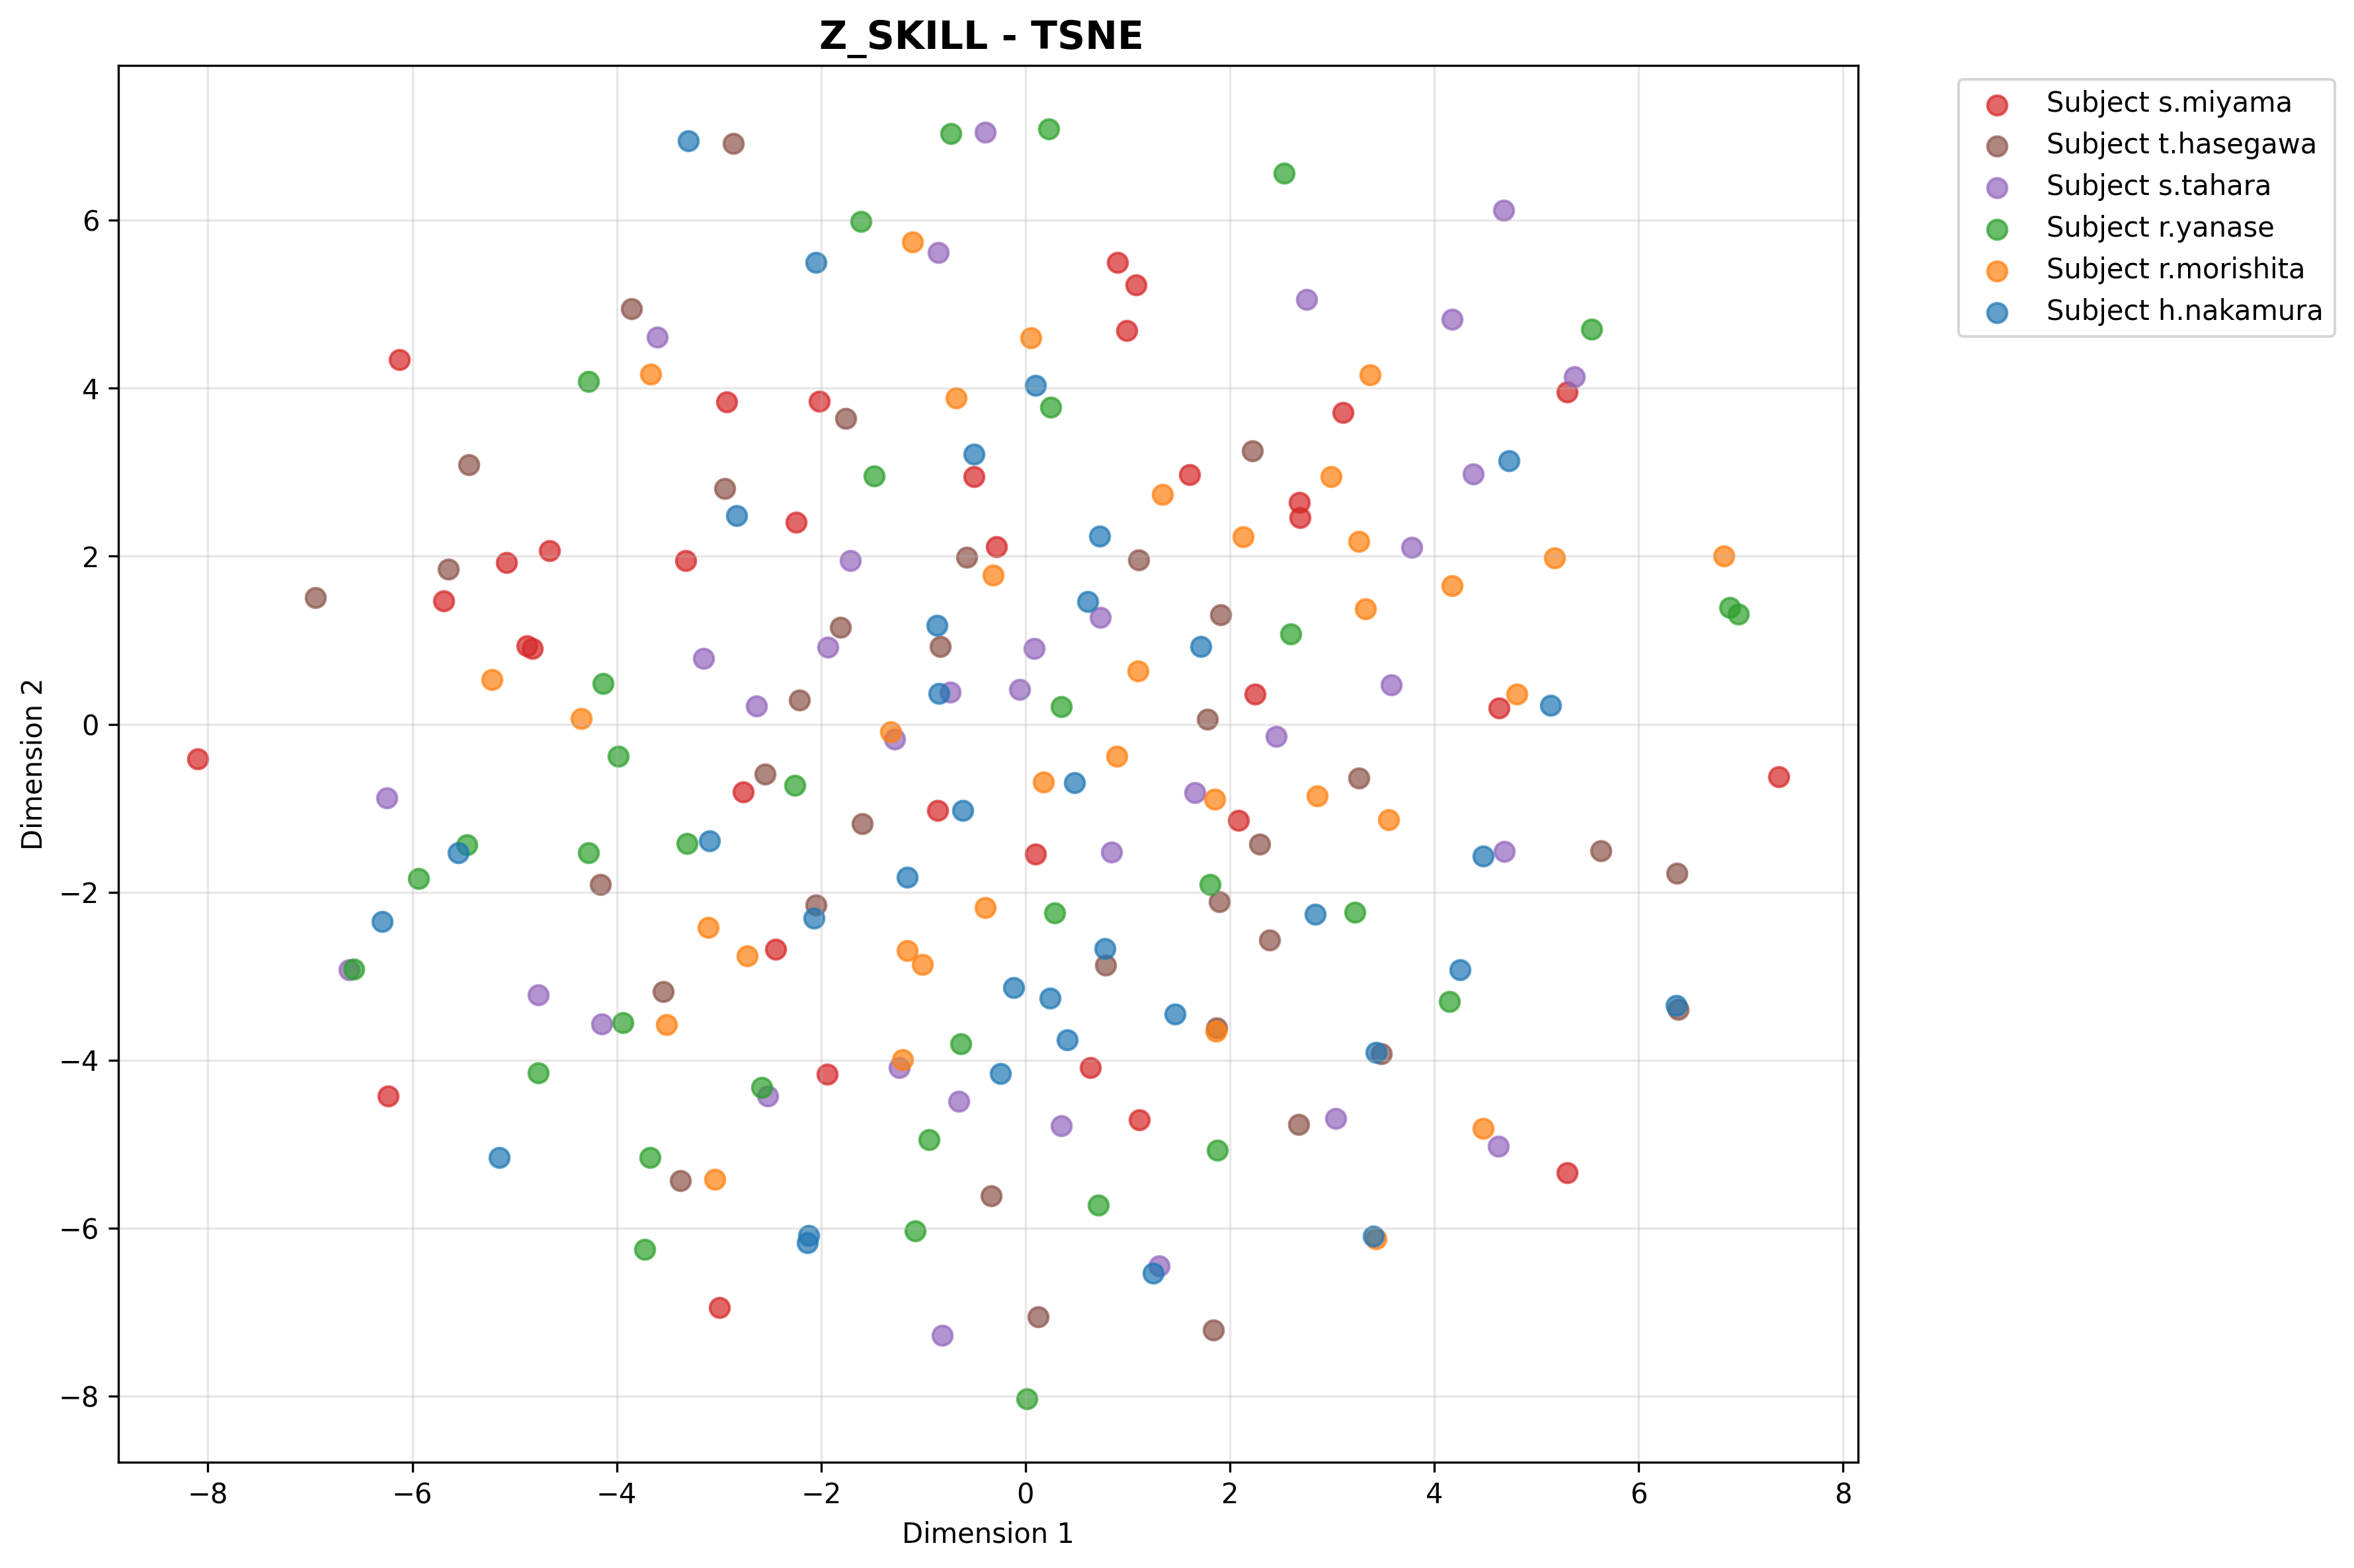 Z_SKILL - TSNE
Subject s.miyama
Subject t.hasegawa
Subject s.tahara
Subject r.yanase
Subject r.morishita
Subject h.nakamura
Dimension 2
6
4
2
0
−2
−4
−6
−8
−8 −6 −4 −2 0 2 4 6 8
Dimension 1